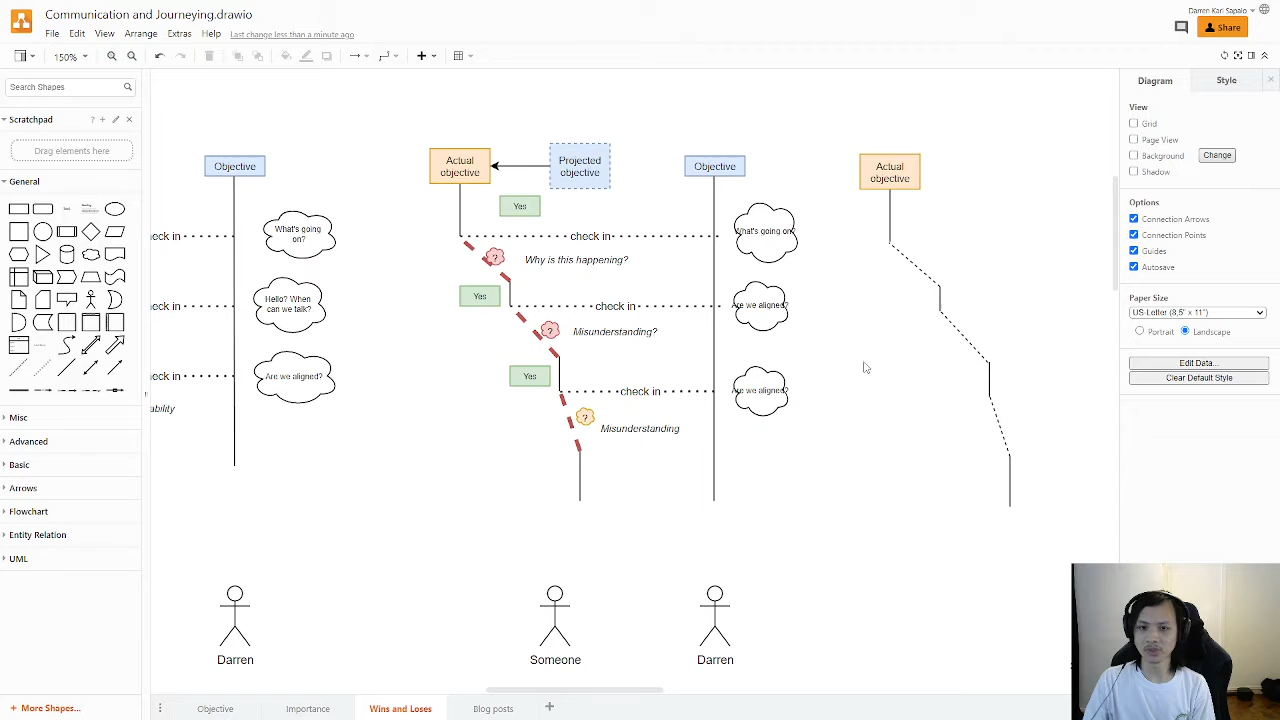 Communication and Journeying.drawio
Darren Karl Sapalo
File Edit View Arrange Extras Help
Last change less than a minute ago
Share
150%
Search Shapes
Scratchpad
Drag elements here
General
Misc
Advanced
Basic
Arrows
Flowchart
Entity Relation
UML
More Shapes...
Objective
What's going on?
Hello? When can we talk?
Are we aligned?
Darren
Actual objective
Projected objective
Yes
check in
? Why is this happening?
Yes
check in
? Misunderstanding?
Yes
check in
? Misunderstanding
Someone
Objective
What's going on?
Are we aligned?
Are we aligned?
Darren
Actual objective
eck in
eck in
eck in
ability
Objective Importance Wins and Loses Blog posts
Diagram Style
View
Grid
Page View
Background Change
Shadow
Options
Connection Arrows
Connection Points
Guides
Autosave
Paper Size
US-Letter (8,5" x 11")
Portrait Landscape
Edit Data...
Clear Default Style